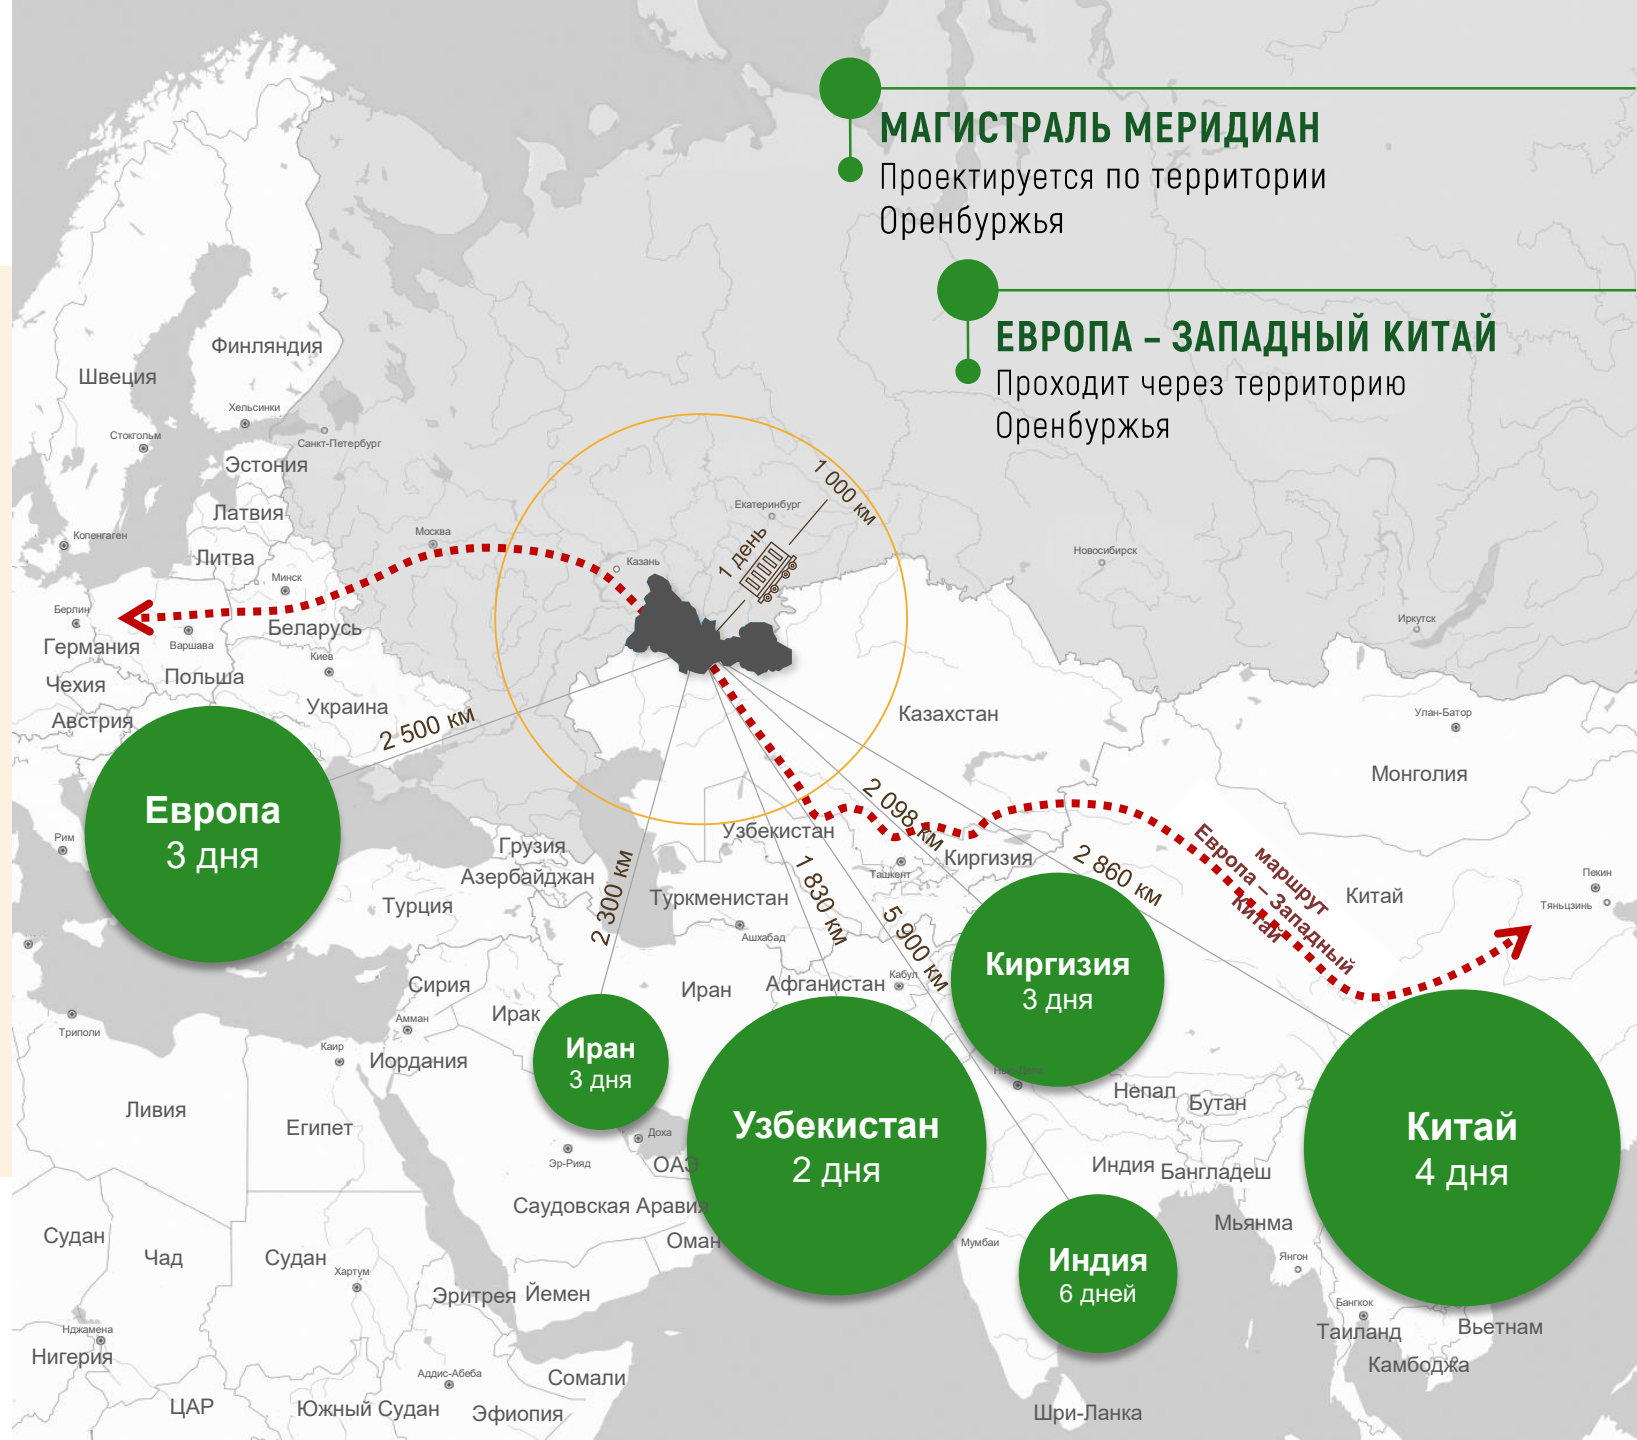 МАГИСТРАЛЬ МЕРИДИАН
Проектируется по территории
Оренбуржья
ЕВРОПА – ЗАПАДНЫЙ КИТАЙ
Проходит через территорию
Оренбуржья
Финляндия
Швеция
Хельсинки
Стокгольм
Санкт-Петербург
Эстония
Латвия
Копенгаген
Литва
Москва
Минск
Казань
Екатеринбург
1 000 км
1 день
Новосибирск
Иркутск
Берлин
Германия
Варшава
Беларусь
Киев
Чехия
Польша
Австрия
Украина
2 500 км
Казахстан
Улан-Батор
Монголия
Европа
3 дня
Рим
Грузия
Азербайджан
Турция
2 300 км
Узбекистан
Туркменистан
Ашхабад
1 830 км
2 098 км
Ташкент
Киргизия
5 900 км
2 860 км
маршрут
Европа – Западный
Китай
Китай
Пекин
Тяньцзинь
Сирия
Ирак
Иран
Афганистан
Кабул
Киргизия
3 дня
Триполи
Амман
Каир
Иордания
Иран
3 дня
Нью-Дели
Непал
Бутан
Ливия
Египет
Доха
Эр-Рияд
ОАЭ
Узбекистан
2 дня
Индия
Бангладеш
Китай
4 дня
Саудовская Аравия
Оман
Мумбаи
Мьянма
Янгон
Судан
Чад
Судан
Хартум
Эритрея
Йемен
Индия
6 дней
Бангкок
Таиланд
Вьетнам
Камбоджа
Нджамена
Нигерия
Аддис-Абеба
Сомали
ЦАР
Южный Судан
Эфиопия
Шри-Ланка